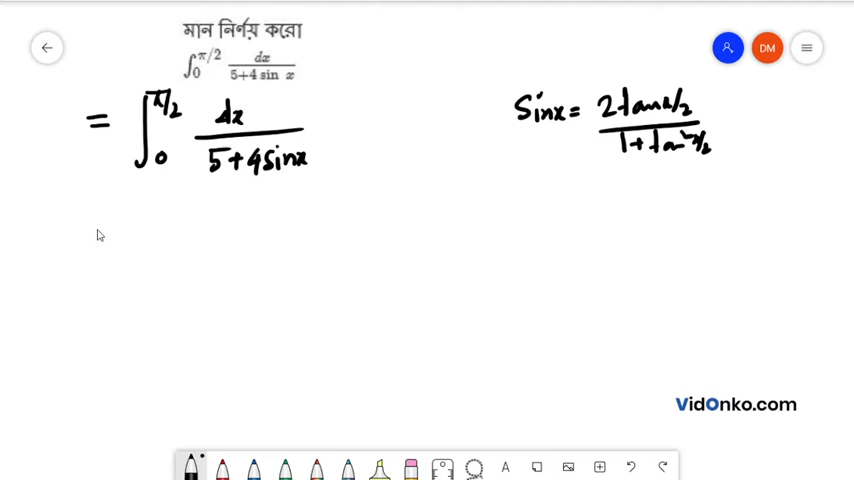 মান নির্ণয় করো
∫₀^π/2 dx / 5+4 sin x
= ∫₀^π/2 dx / 5+4sinx
Sinx = 2tanx/2 / 1+tan²x/2
VidOnko.com
DM
A